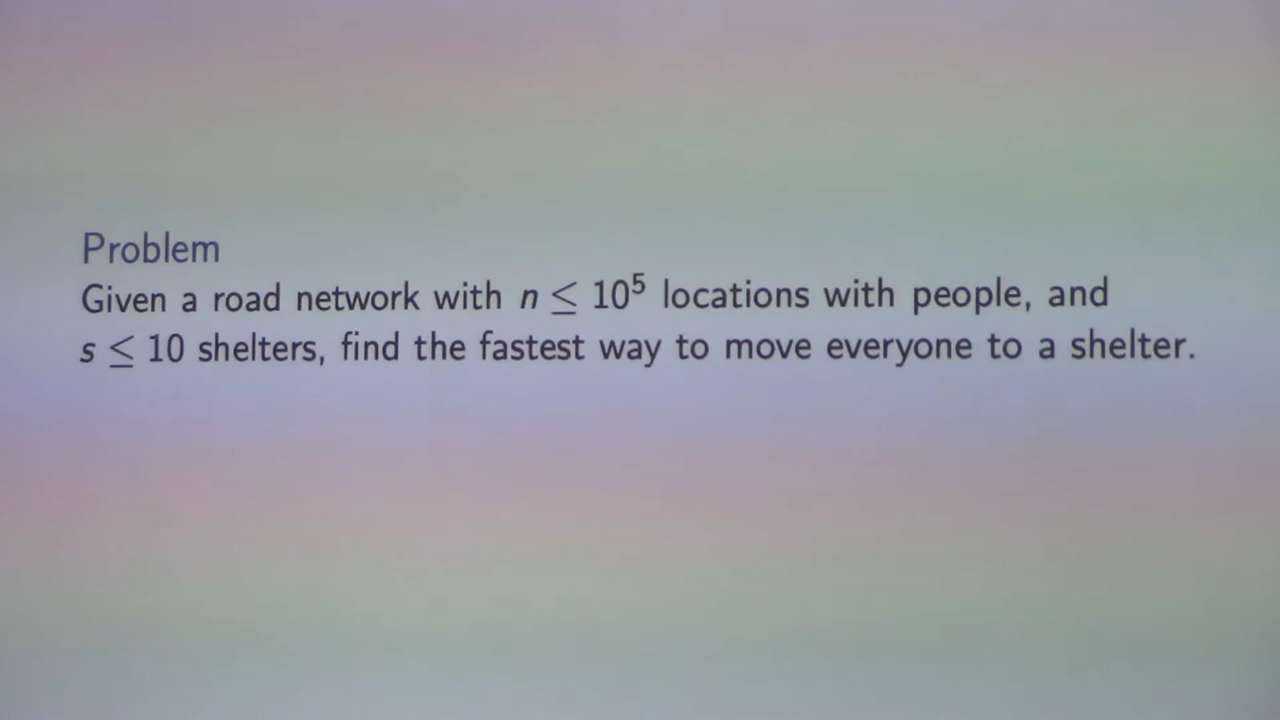 Problem
Given a road network with n ≤ 10⁵ locations with people, and
s ≤ 10 shelters, find the fastest way to move everyone to a shelter.